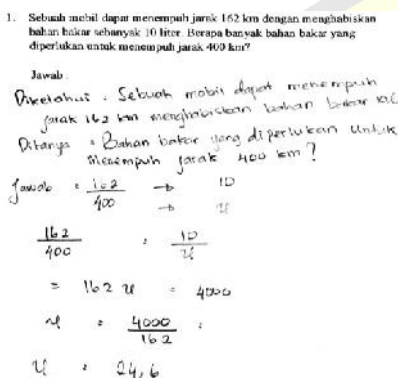 1. Sebuah mobil dapat menempuh jarak 162 km dengan menghabiskan
bahan bakar sebanyak 10 liter. Berapa banyak bahan bakar yang
diperlukan untuk menempuh jarak 400 km?
Jawab :
Diketahui : Sebuah mobil dapat menempuh
jarak 162 km menghabiskan bahan bakar
Ditanya : Bahan bakar yang diperlukan untuk
menempuh jarak 400 km?
Jawab : 162/400 → 10
→ x
162/400 : 10/x
= 162 x = 4000
x = 4000/162 :
x : 24,6